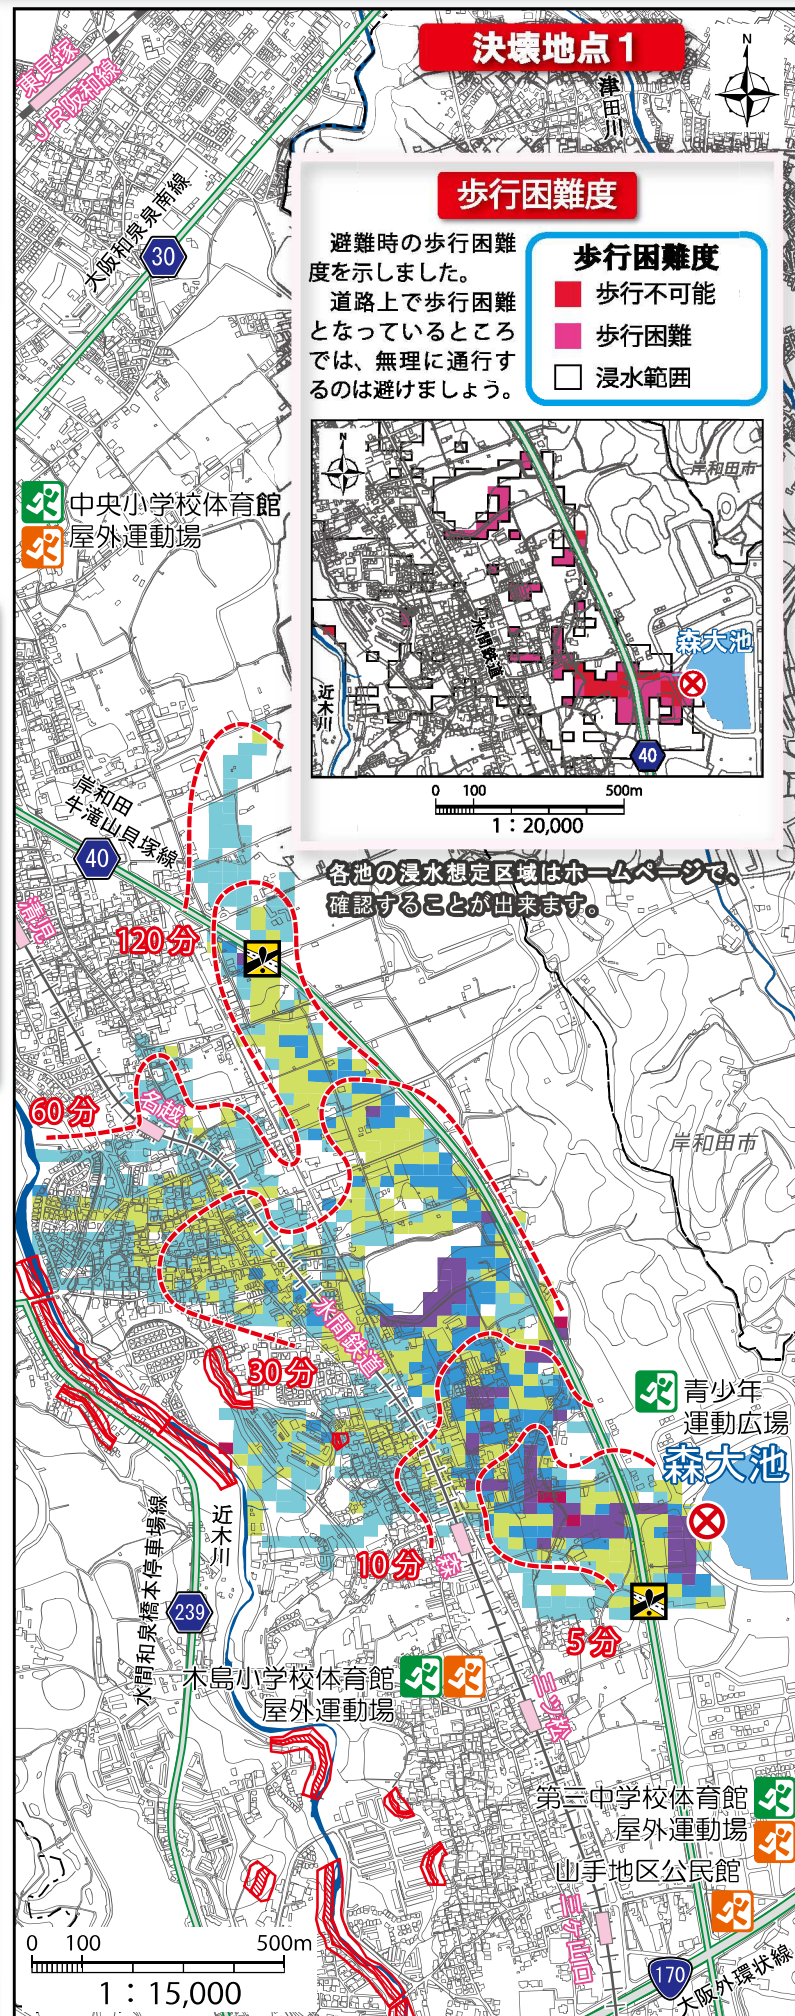 決壊地点1
N
津田川
東貝塚
JR阪和線
大阪和泉泉南線
30
歩行困難度
避難時の歩行困難
度を示しました。
道路上で歩行困難
となっているところ
では、無理に通行す
るのは避けましょう。
歩行困難度
歩行不可能
歩行困難
浸水範囲
N
岸和田市
水間鉄道
森大池
近木川
40
0 100 500m
1：20,000
中央小学校体育館
屋外運動場
各池の浸水想定区域はホームページで、
確認することが出来ます。
岸和田
牛滝山貝塚線
40
清児
120分
60分
名越
岸和田市
水間鉄道
30分
青少年
運動広場
森大池
10分
森
近木川
水間和泉橋本停車場線
239
5分
木島小学校体育館
屋外運動場
三ツ松
第三中学校体育館
屋外運動場
山手地区公民館
三ケ山口
170
大阪外環状線
0 100 500m
1：15,000